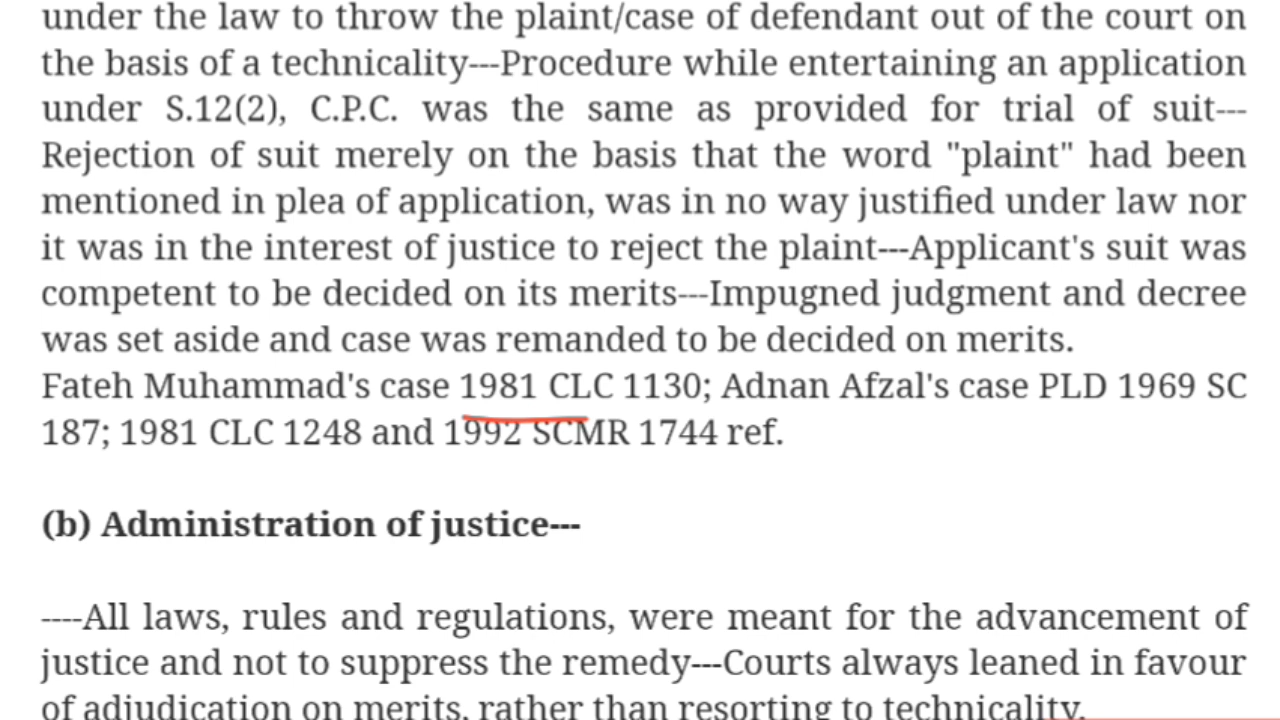 under the law to throw the plaint/case of defendant out of the court on
the basis of a technicality---Procedure while entertaining an application
under S.12(2), C.P.C. was the same as provided for trial of suit---
Rejection of suit merely on the basis that the word "plaint" had been
mentioned in plea of application, was in no way justified under law nor
it was in the interest of justice to reject the plaint---Applicant's suit was
competent to be decided on its merits---Impugned judgment and decree
was set aside and case was remanded to be decided on merits.
Fateh Muhammad's case 1981 CLC 1130; Adnan Afzal's case PLD 1969 SC
187; 1981 CLC 1248 and 1992 SCMR 1744 ref.
(b) Administration of justice---
----All laws, rules and regulations, were meant for the advancement of
justice and not to suppress the remedy---Courts always leaned in favour
of adjudication on merits, rather than resorting to technicality.